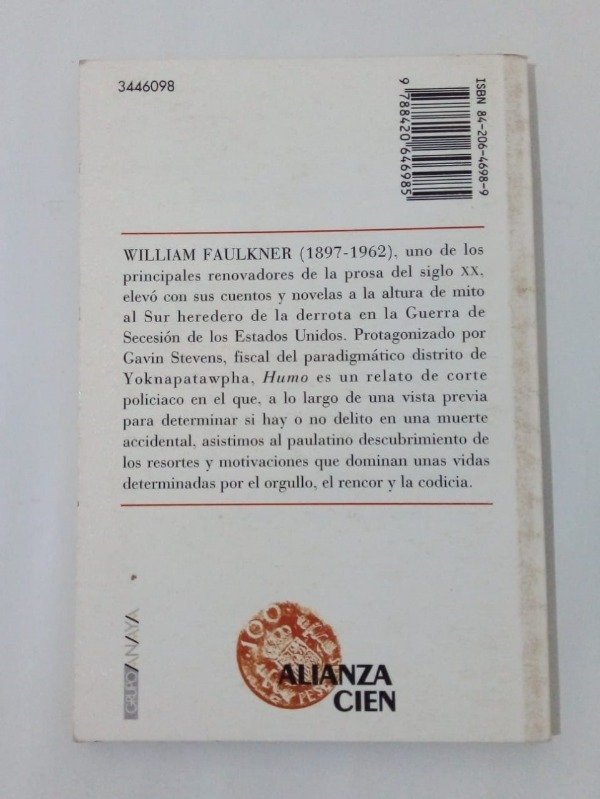 3446098
ISBN 84-206-4698-9
9 788420 646985
WILLIAM FAULKNER (1897-1962), uno de los
principales renovadores de la prosa del siglo XX,
elevó con sus cuentos y novelas a la altura de mito
al Sur heredero de la derrota en la Guerra de
Secesión de los Estados Unidos. Protagonizado por
Gavin Stevens, fiscal del paradigmático distrito de
Yoknapatawpha, Humo es un relato de corte
policiaco en el que, a lo largo de una vista previa
para determinar si hay o no delito en una muerte
accidental, asistimos al paulatino descubrimiento de
los resortes y motivaciones que dominan unas vidas
determinadas por el orgullo, el rencor y la codicia.
GRUPO ANAYA
100
PESE
ALIANZA
CIEN